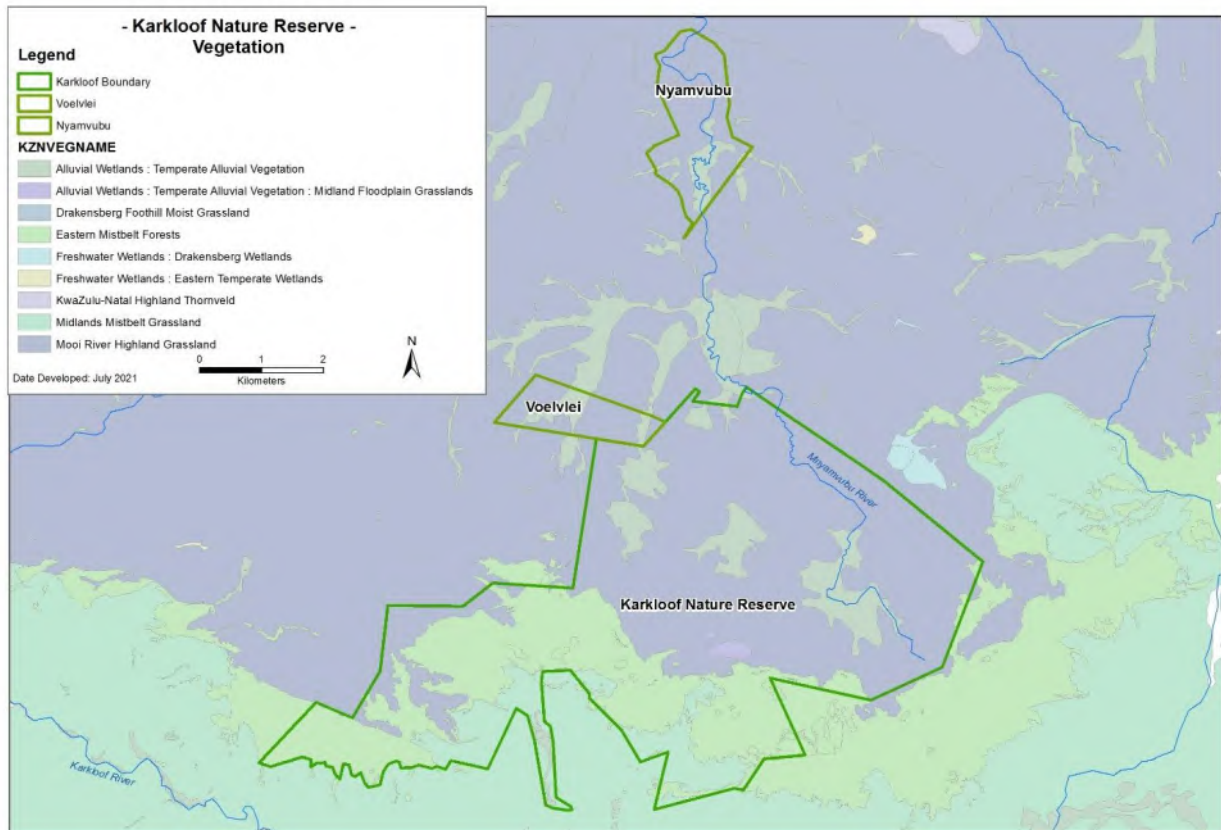 - Karkloof Nature Reserve -
Vegetation
Legend
Karkloof Boundary
Voelvlei
Nyamvubu
KZNVEGNAME
Alluvial Wetlands : Temperate Alluvial Vegetation
Alluvial Wetlands : Temperate Alluvial Vegetation : Midland Floodplain Grasslands
Drakensberg Foothill Moist Grassland
Eastern Mistbelt Forests
Freshwater Wetlands : Drakensberg Wetlands
Freshwater Wetlands : Eastern Temperate Wetlands
KwaZulu-Natal Highland Thornveld
Midlands Mistbelt Grassland
Mooi River Highland Grassland
0 1 2
Kilometers
N
Date Developed: July 2021
Nyamvubu
Voelvlei
Mnyamvubu River
Karkloof Nature Reserve
Karkloof River